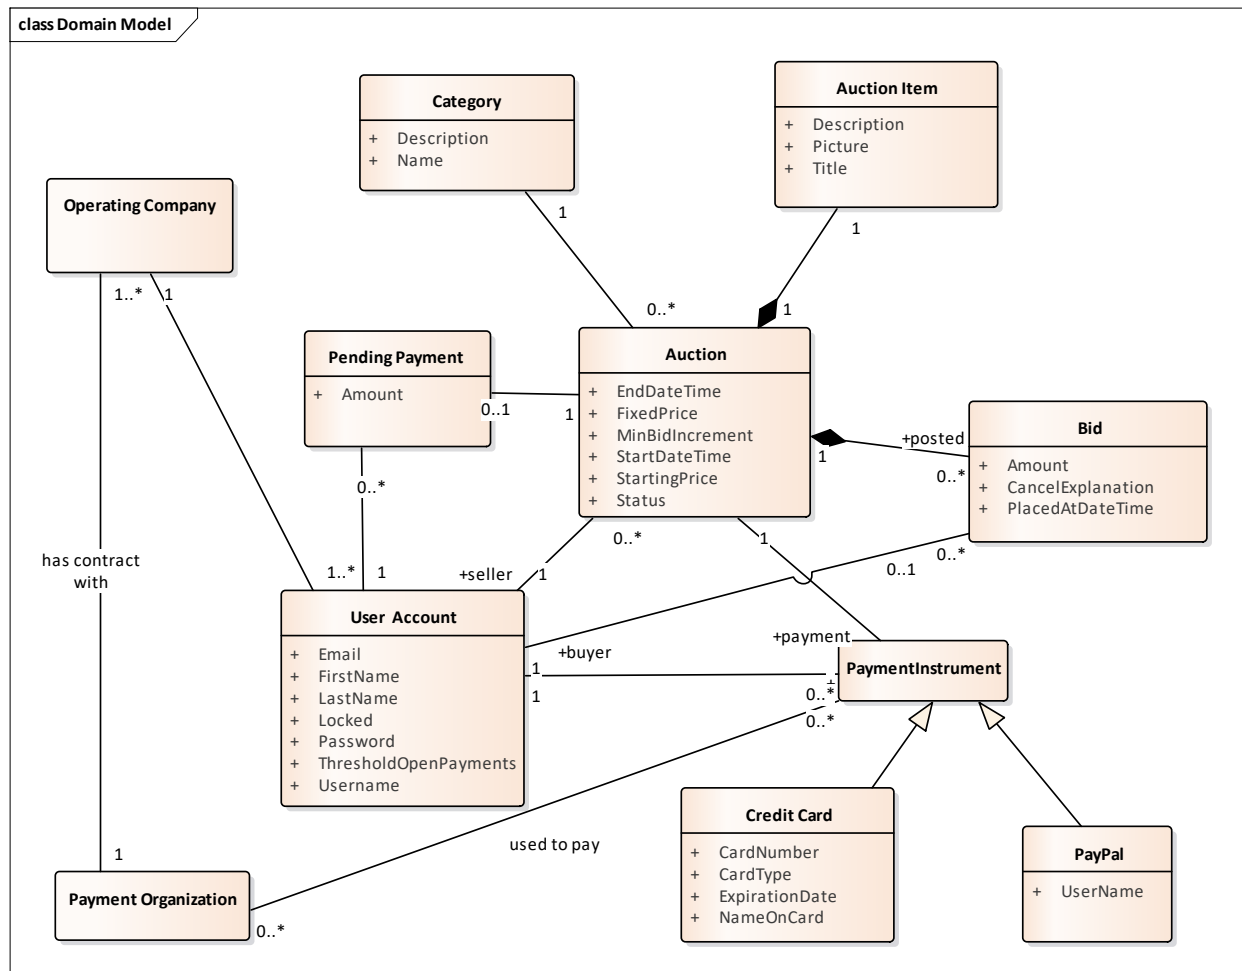 class Domain Model
Category
+ Description
+ Name
Auction Item
+ Description
+ Picture
+ Title
Operating Company
1
1
1..*
1
0..*
1
Pending Payment
+ Amount
0..1
1
Auction
+ EndDateTime
+ FixedPrice
+ MinBidIncrement
+ StartDateTime
+ StartingPrice
+ Status
+posted
1
0..*
Bid
+ Amount
+ CancelExplanation
+ PlacedAtDateTime
0..*
0..*
1
0..*
0..1
has contract
with
1..*
1
+seller
1
User Account
+ Email
+ FirstName
+ LastName
+ Locked
+ Password
+ ThresholdOpenPayments
+ Username
+buyer
1
1
+payment
0..*
0..*
PaymentInstrument
used to pay
Credit Card
+ CardNumber
+ CardType
+ ExpirationDate
+ NameOnCard
PayPal
+ UserName
1
Payment Organization
0..*